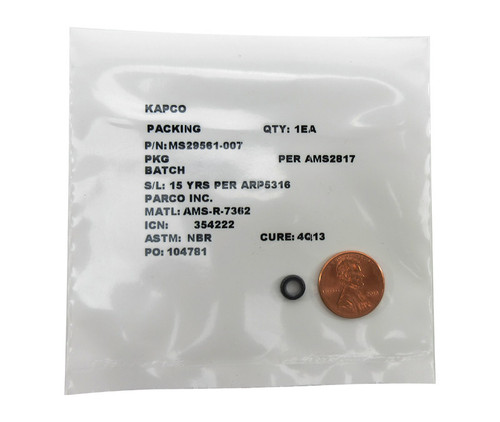 KAPCO
PACKING QTY: 1EA
P/N: MS29561-007
PKG PER AMS2817
BATCH
S/L: 15 YRS PER ARP5316
PARCO INC.
MATL: AMS-R-7362
ICN: 354222
ASTM: NBR CURE: 4Q13
PO: 104781